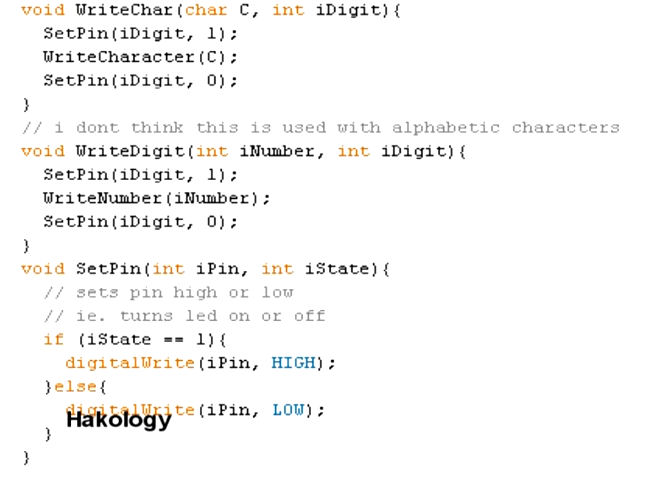 void WriteChar(char C, int iDigit){
SetPin(iDigit, 1);
WriteCharacter(C);
SetPin(iDigit, 0);
}
// i dont think this is used with alphabetic characters
void WriteDigit(int iNumber, int iDigit){
SetPin(iDigit, 1);
WriteNumber(iNumber);
SetPin(iDigit, 0);
}
void SetPin(int iPin, int iState){
// sets pin high or low
// ie. turns led on or off
if (iState == 1){
digitalWrite(iPin, HIGH);
}else{
digitalWrite(iPin, LOW);
Hakology
}
}